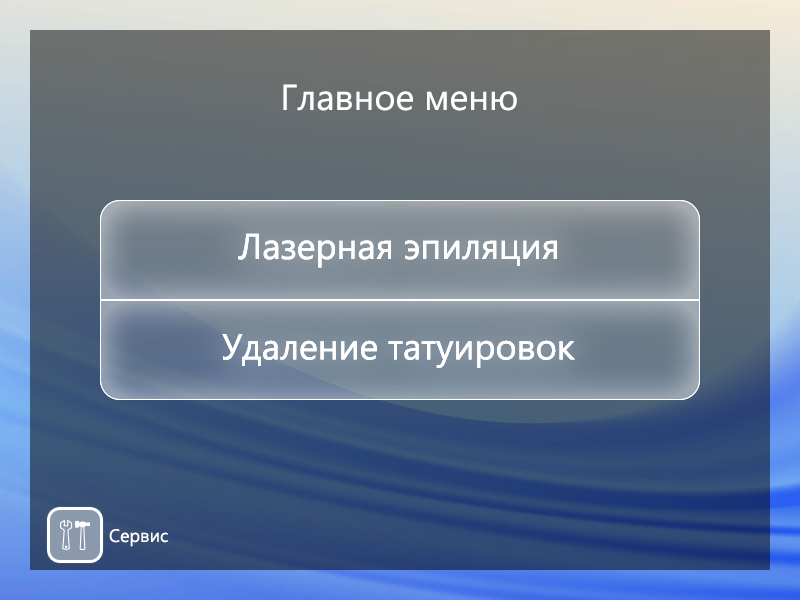 Главное меню
Лазерная эпиляция
Удаление татуировок
Сервис